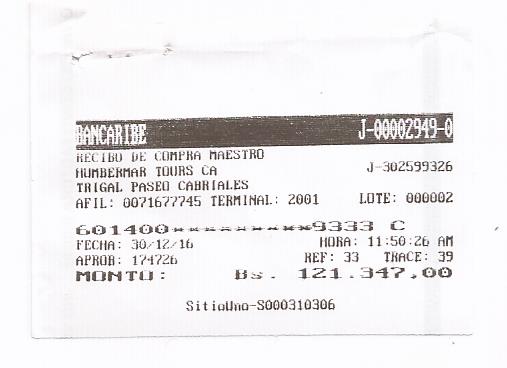 BANCARIBE J-00002949-0
RECIBO DE COMPRA MAESTRO
HUMBERMAR TOURS CA J-302599326
TRIGAL PASEO CABRIALES
AFIL: 0071677745 TERMINAL: 2001 LOTE: 000002
601400**********9333 C
FECHA: 30/12/16 HORA: 11:50:26 AM
APROB: 174726 REF: 33 TRACE: 39
MONTO: Bs. 121.347,00
SitioUno-S000310306